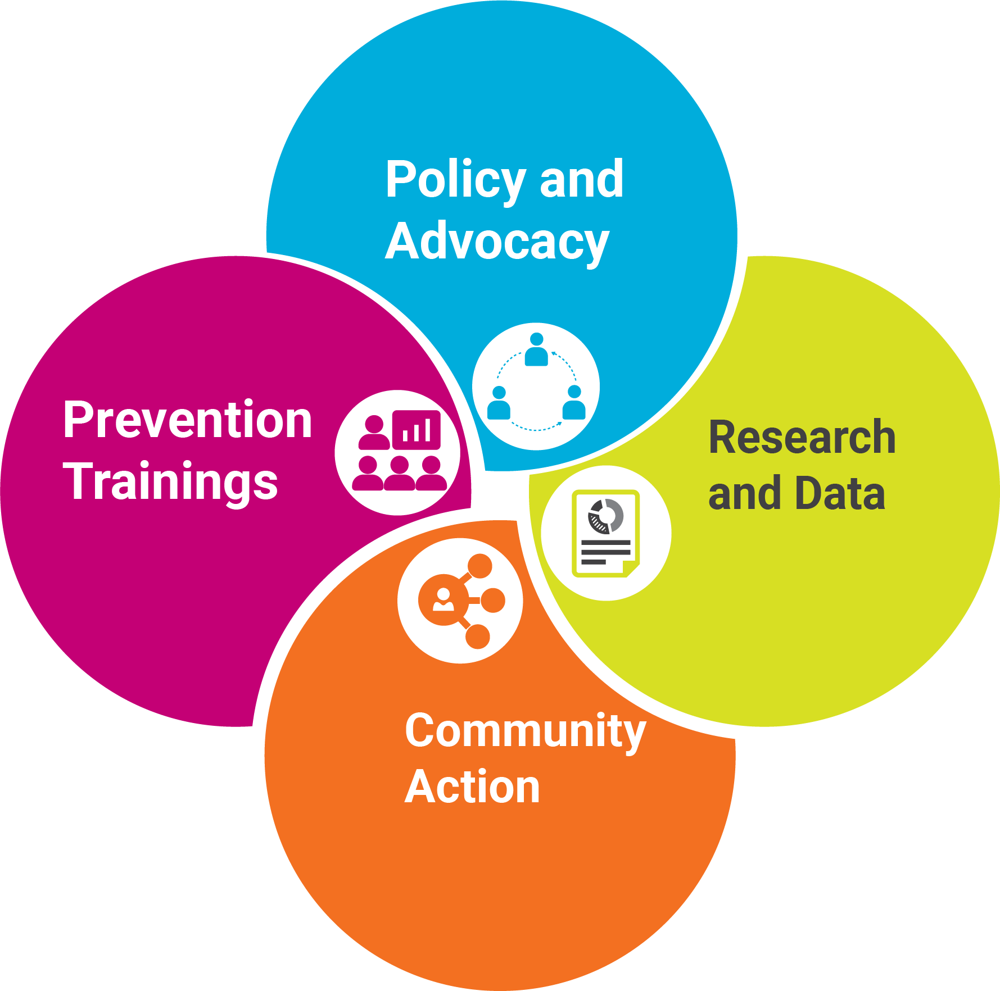 Policy and
Advocacy
Prevention
Trainings
Research
and Data
Community
Action